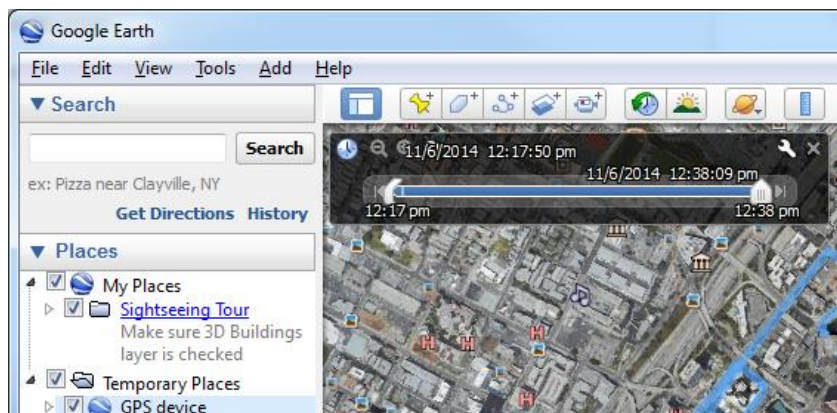 Google Earth
File Edit View Tools Add Help
Search
Search
ex: Pizza near Clayville, NY
Get Directions History
Places
My Places
Sightseeing Tour
Make sure 3D Buildings
layer is checked
Temporary Places
GPS device
11/6/2014 12:17:50 pm
11/6/2014 12:38:09 pm
12:17 pm
12:38 pm
H
H
H
H
H